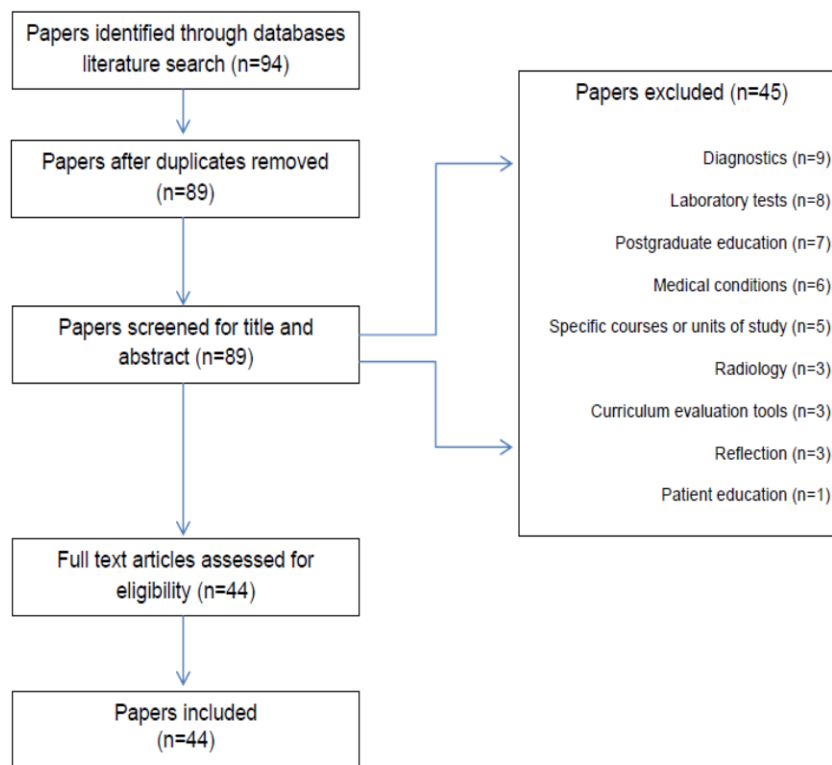 Papers identified through databases
literature search (n=94)
Papers after duplicates removed
(n=89)
Papers screened for title and
abstract (n=89)
Full text articles assessed for
eligibility (n=44)
Papers included
(n=44)
Papers excluded (n=45)
Diagnostics (n=9)
Laboratory tests (n=8)
Postgraduate education (n=7)
Medical conditions (n=6)
Specific courses or units of study (n=5)
Radiology (n=3)
Curriculum evaluation tools (n=3)
Reflection (n=3)
Patient education (n=1)